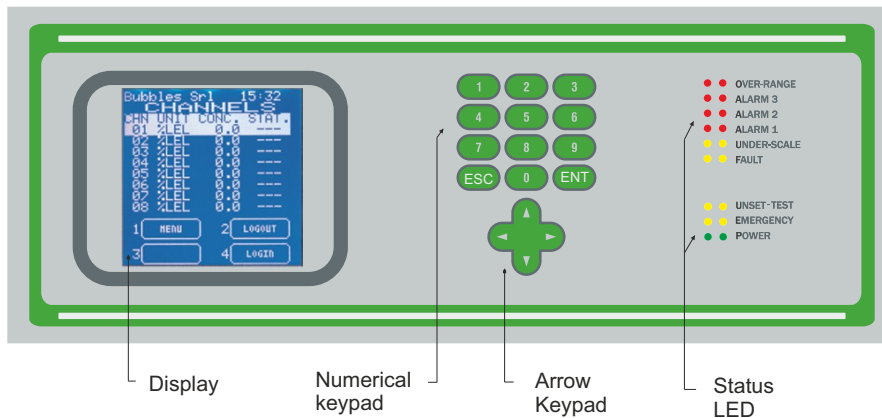 Bubbles Srl 15:32
CHANNELS
CHN UNIT CONC. STAT.
01 %LEL 0.0 ---
02 %LEL 0.0 ---
03 %LEL 0.0 ---
04 %LEL 0.0 ---
05 %LEL 0.0 ---
06 %LEL 0.0 ---
07 %LEL 0.0 ---
08 %LEL 0.0 ---
1 MENU 2 LOGOUT
3 4 LOGIN
1 2 3
4 5 6
7 8 9
ESC 0 ENT
OVER-RANGE
ALARM 3
ALARM 2
ALARM 1
UNDER-SCALE
FAULT
UNSET-TEST
EMERGENCY
POWER
Display
Numerical
keypad
Arrow
Keypad
Status
LED